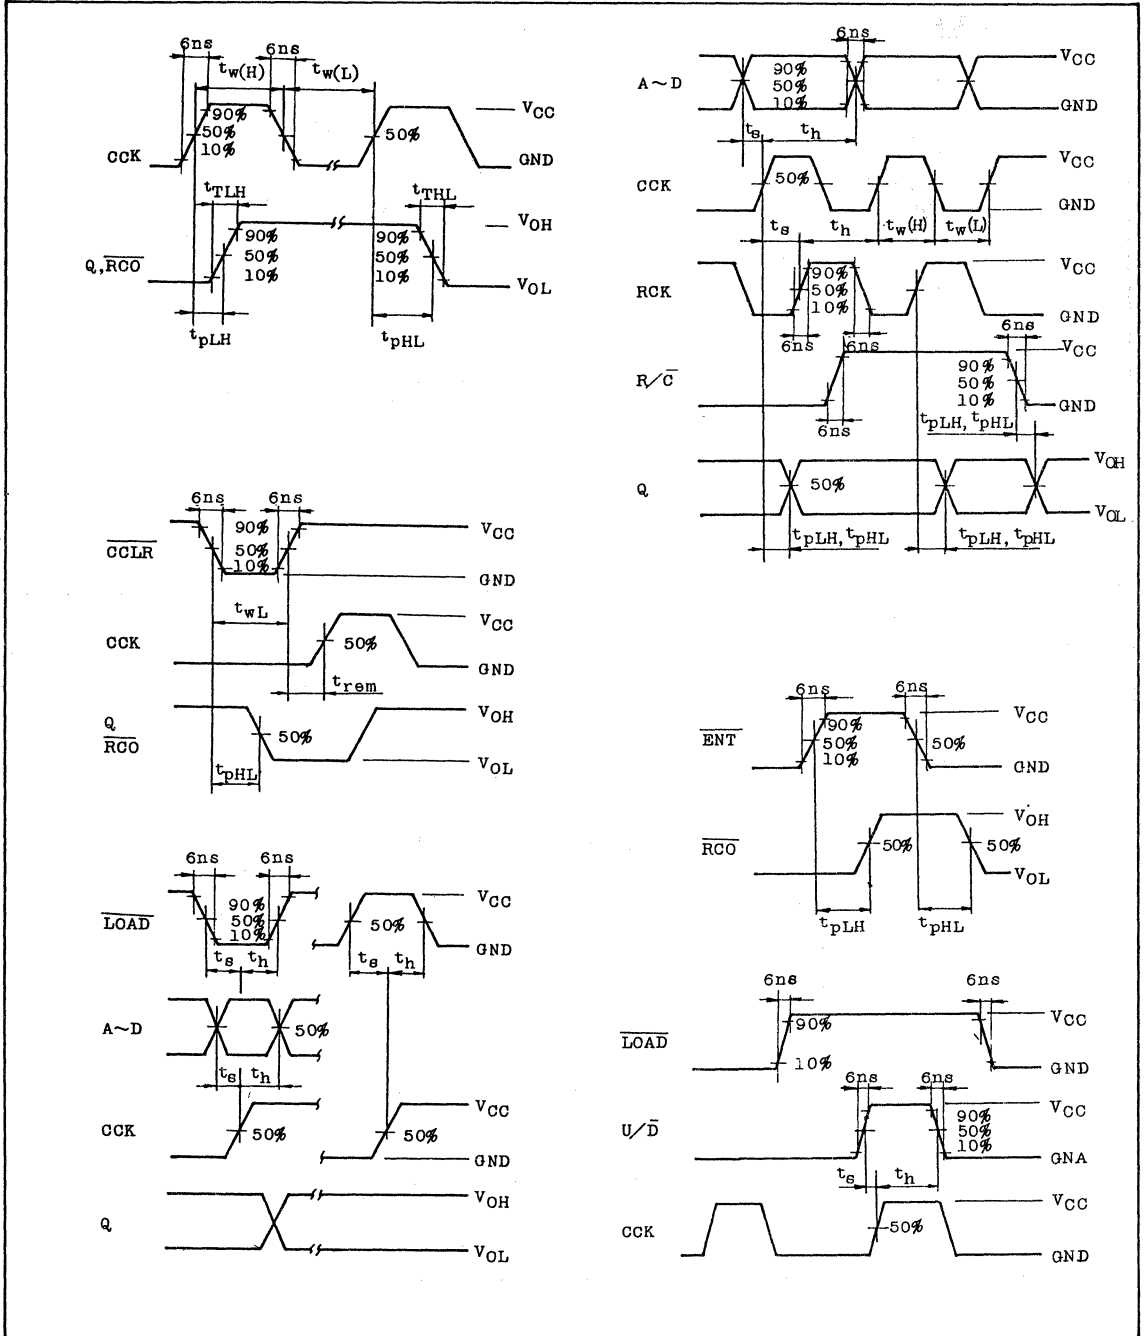 6ns 6ns
tw(H) tw(L)
90% VCC
50% 50%
CCK 10% GND
tTLH tTHL
VOH
90% 90%
50% 50%
Q,RCO 10% 10% VOL
tpLH tpHL
6ns 6ns
90% VCC
CCLR 50%
10% GND
twL VCC
CCK 50%
GND
trem
Q VOH
RCO 50%
VOL
tpHL
6ns 6ns
90% VCC
LOAD 50% 50%
10% GND
ts th ts th
A~D 50%
ts th
VCC
CCK 50% 50%
GND
VOH
Q
VOL
6ns
VCC
A~D 90%
50%
10% GND
ts th
VCC
CCK 50%
GND
ts th tw(H) tw(L)
90% VCC
RCK 50%
10% GND
6ns 6ns 6ns
VCC
R/C 90%
50%
10% GND
6ns tpLH, tpHL
VOH
Q 50%
VOL
tpLH, tpHL tpLH, tpHL
6ns 6ns
90% VCC
ENT 50% 50%
10% GND
VOH
RCO 50% 50%
VOL
tpLH tpHL
6ns 6ns
90% VCC
LOAD
10% GND
6ns 6ns
VCC
90%
U/D 50%
10% GNA
ts th
VCC
CCK 50%
GND